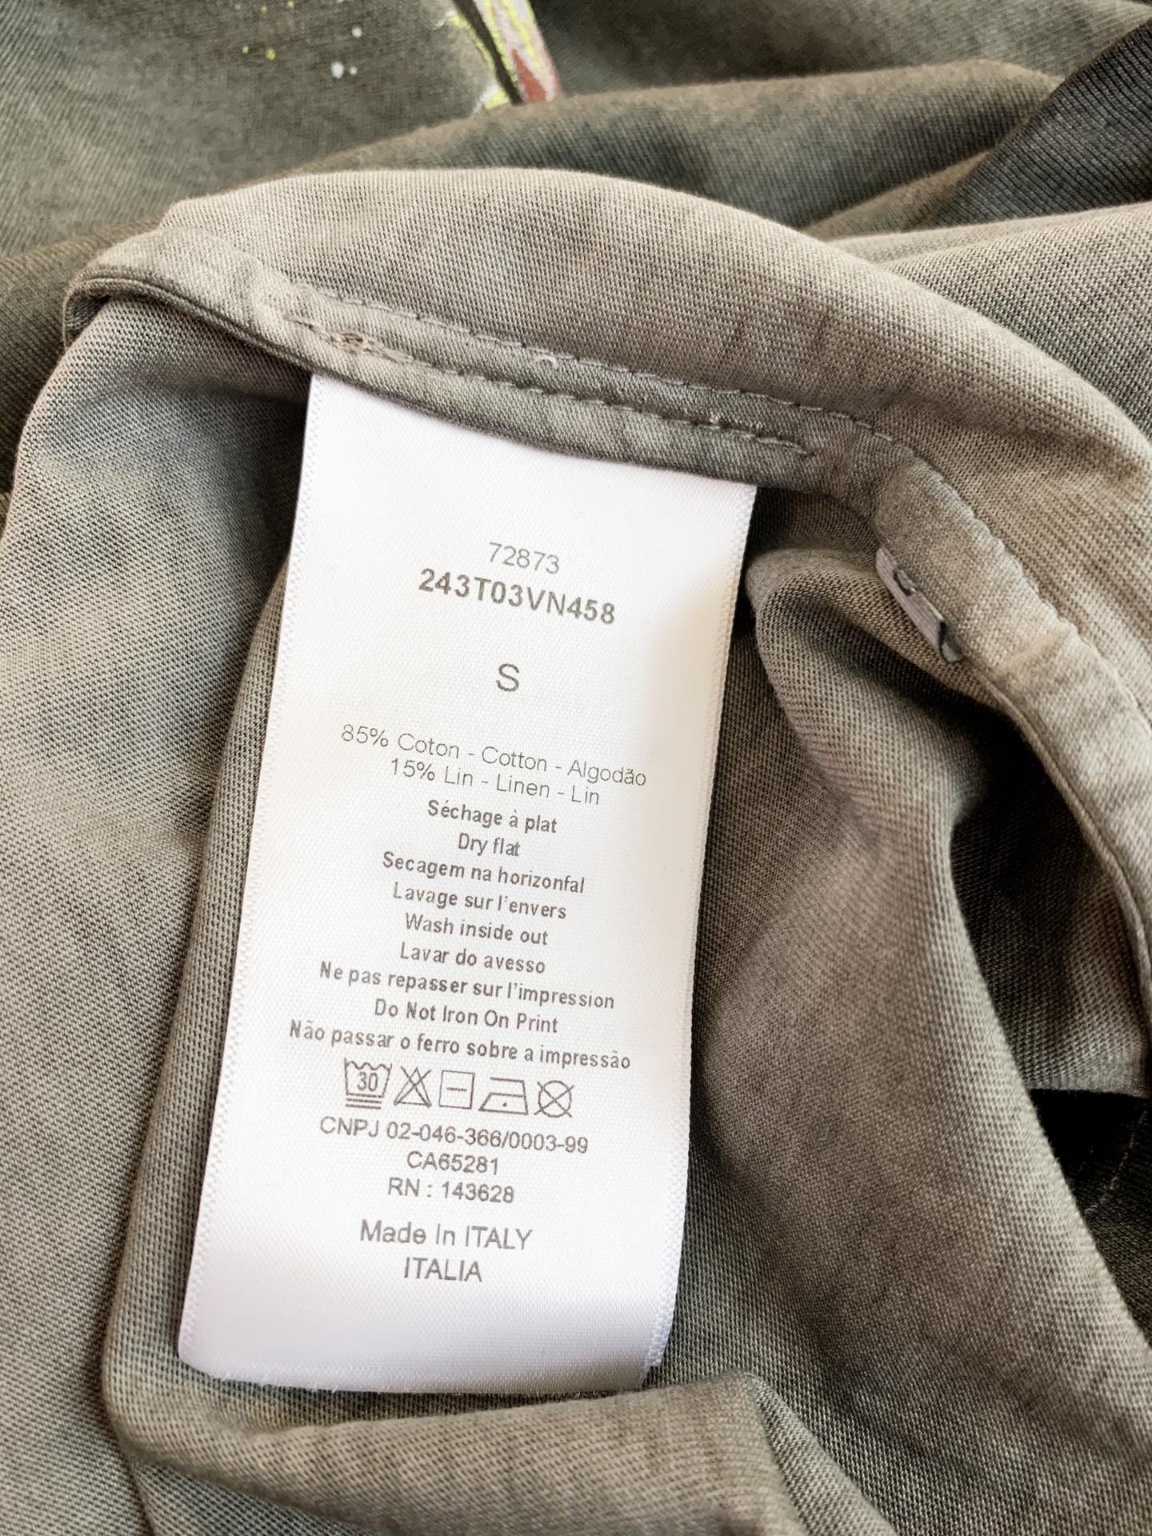 72873
243T03VN458
S
85% Coton - Cotton - Algodão
15% Lin - Linen - Lin
Séchage à plat
Dry flat
Secagem na horizonfal
Lavage sur l'envers
Wash inside out
Lavar do avesso
Ne pas repasser sur l'impression
Do Not Iron On Print
Não passar o ferro sobre a impressão
30
CNPJ 02-046-366/0003-99
CA65281
RN : 143628
Made In ITALY
ITALIA